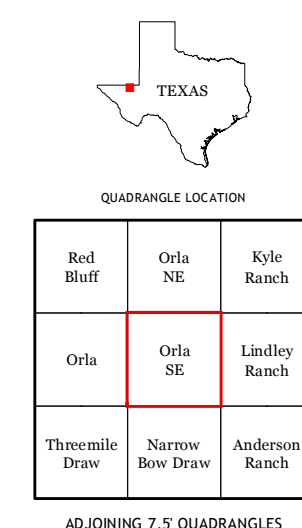 TEXAS
QUADRANGLE LOCATION
Red
Bluff
Orla
NE
Kyle
Ranch
Orla
Orla
SE
Lindley
Ranch
Threemile
Draw
Narrow
Bow Draw
Anderson
Ranch
ADJOINING 7.5' QUADRANGLES